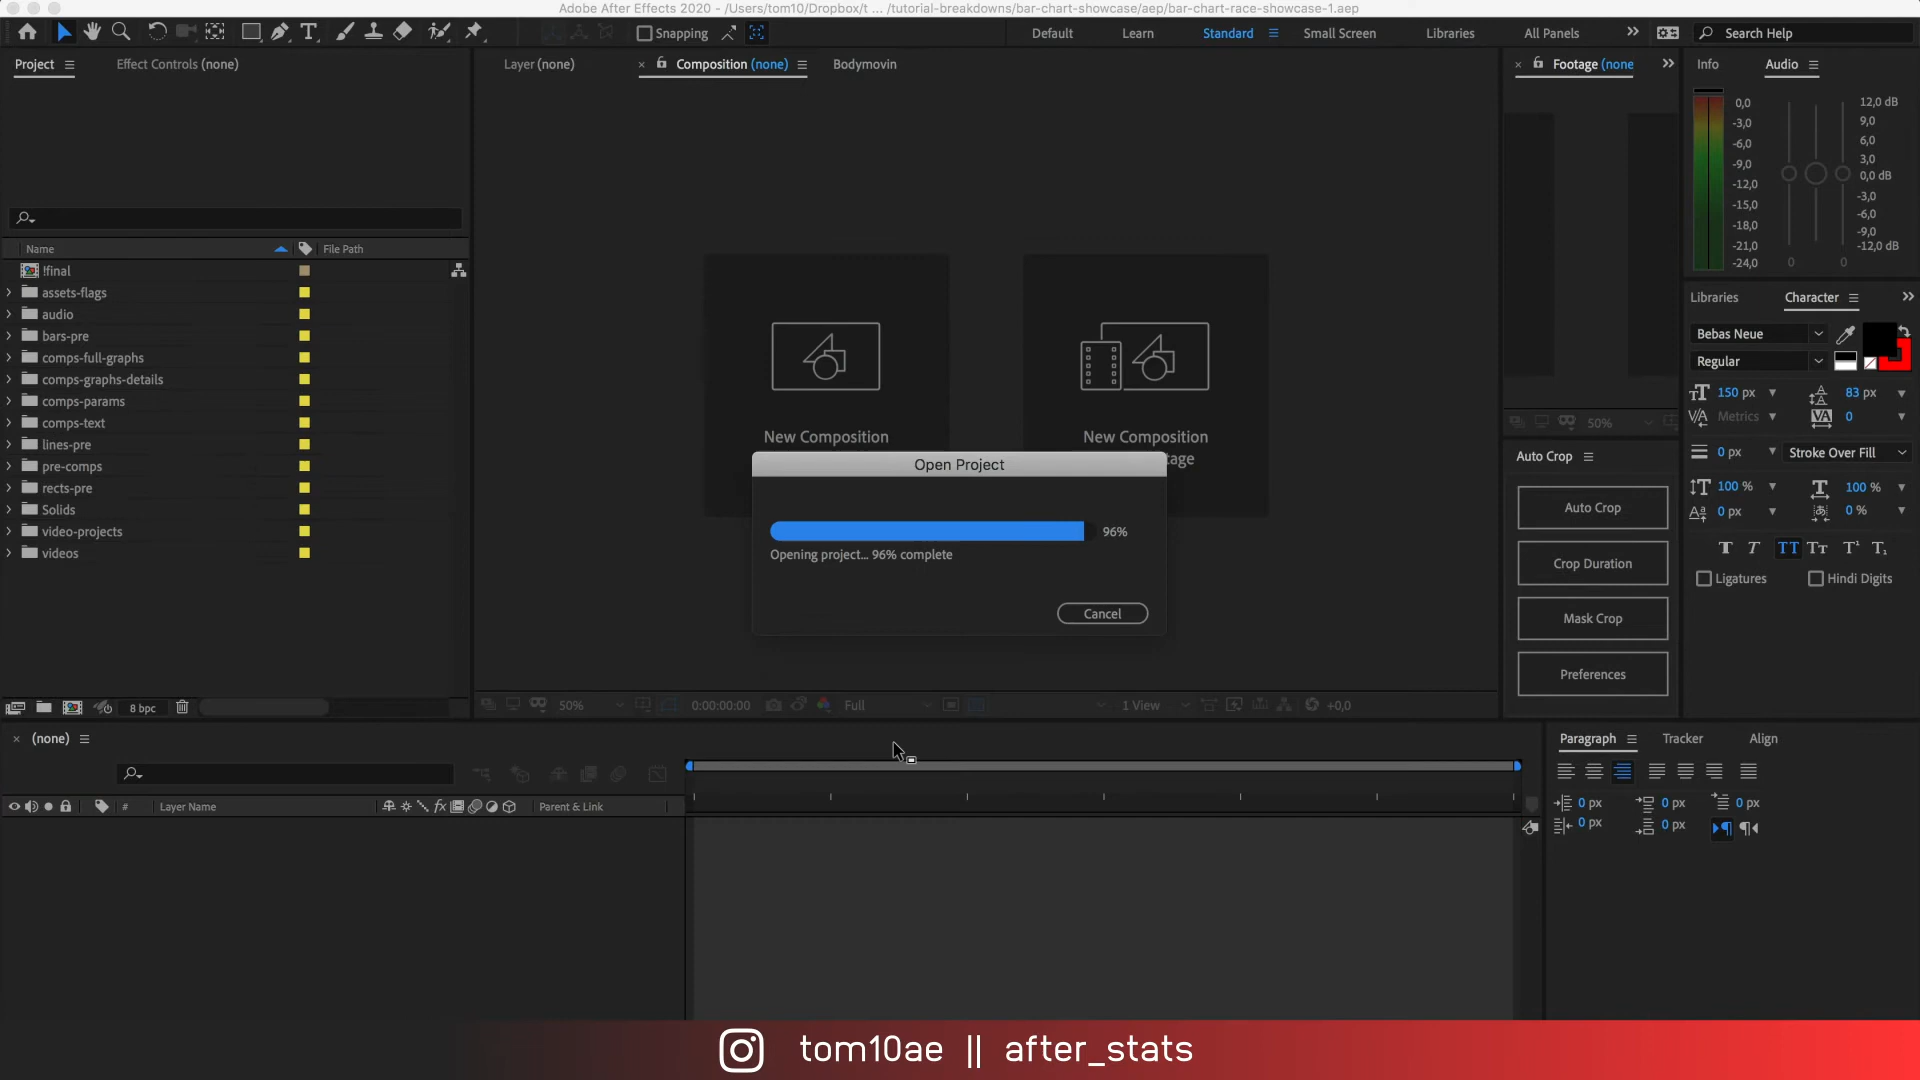 Adobe After Effects 2020 - /Users/tom10/Dropbox/t ... /tutorial-breakdowns/bar-chart-showcase/aep/bar-chart-race-showcase-1.aep
Snapping
Default
Learn
Standard
Small Screen
Libraries
All Panels
Search Help
Project
Effect Controls (none)
Layer (none)
Composition (none)
Bodymovin
Footage (none
Info
Audio
0,0
-3,0
-6,0
-9,0
-12,0
-15,0
-18,0
-21,0
-24,0
12,0 dB
9,0
6,0
3,0
0,0 dB
-3,0
-6,0
-9,0
-12,0 dB
0
0
Name
File Path
!final
assets-flags
audio
bars-pre
comps-full-graphs
comps-graphs-details
comps-params
comps-text
lines-pre
pre-comps
rects-pre
Solids
video-projects
videos
8 bpc
New Composition
New Composition
tage
Open Project
96%
Opening project... 96% complete
Cancel
50%
0:00:00:00
Full
1 View
+0,0
50%
Auto Crop
Auto Crop
Crop Duration
Mask Crop
Preferences
Libraries
Character
Bebas Neue
Regular
150 px
83 px
Metrics
0
0 px
Stroke Over Fill
100 %
100 %
0 px
0 %
Ligatures
Hindi Digits
(none)
#
Layer Name
Parent & Link
Paragraph
Tracker
Align
0 px
0 px
0 px
0 px
0 px
tom10ae || after_stats